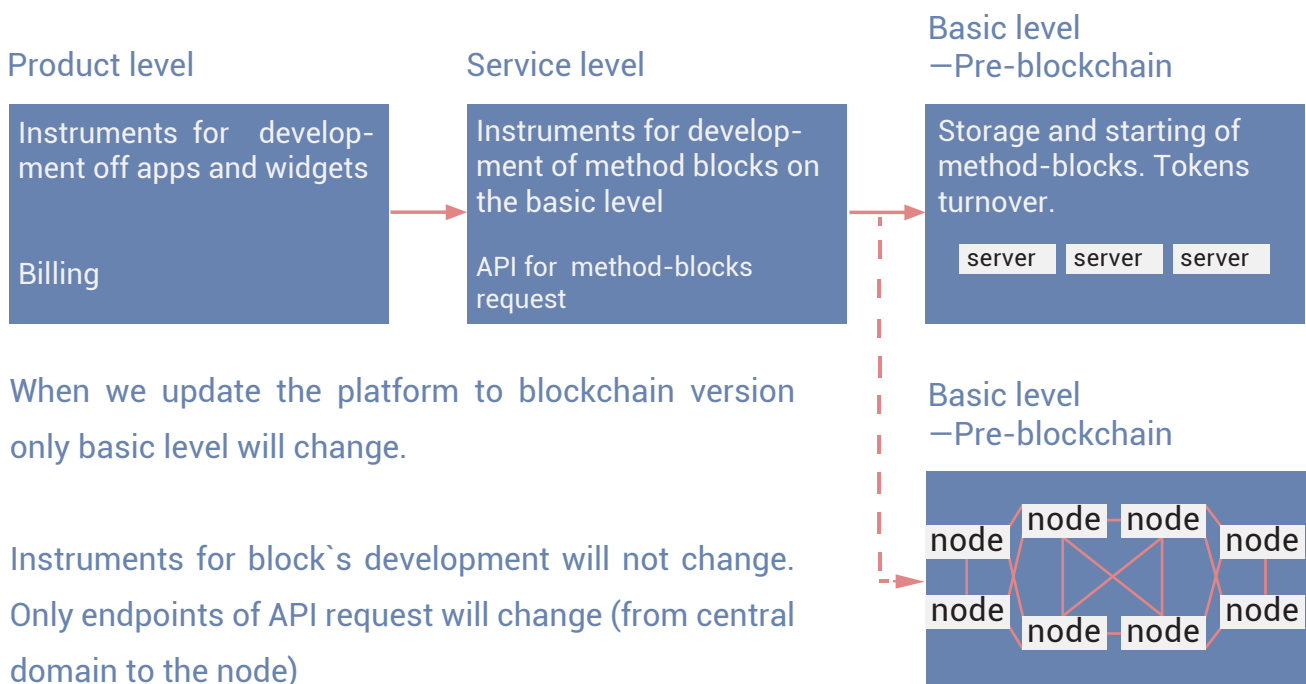 Product level
Instruments for develop-
ment off apps and widgets
Billing
Service level
Instruments for develop-
ment of method blocks on
the basic level
API for method-blocks
request
Basic level
—Pre-blockchain
Storage and starting of
method-blocks. Tokens
turnover.
server server server
When we update the platform to blockchain version
only basic level will change.
Instruments for block`s development will not change.
Only endpoints of API request will change (from central
domain to the node)
Basic level
—Pre-blockchain
node node
node node
node node
node node